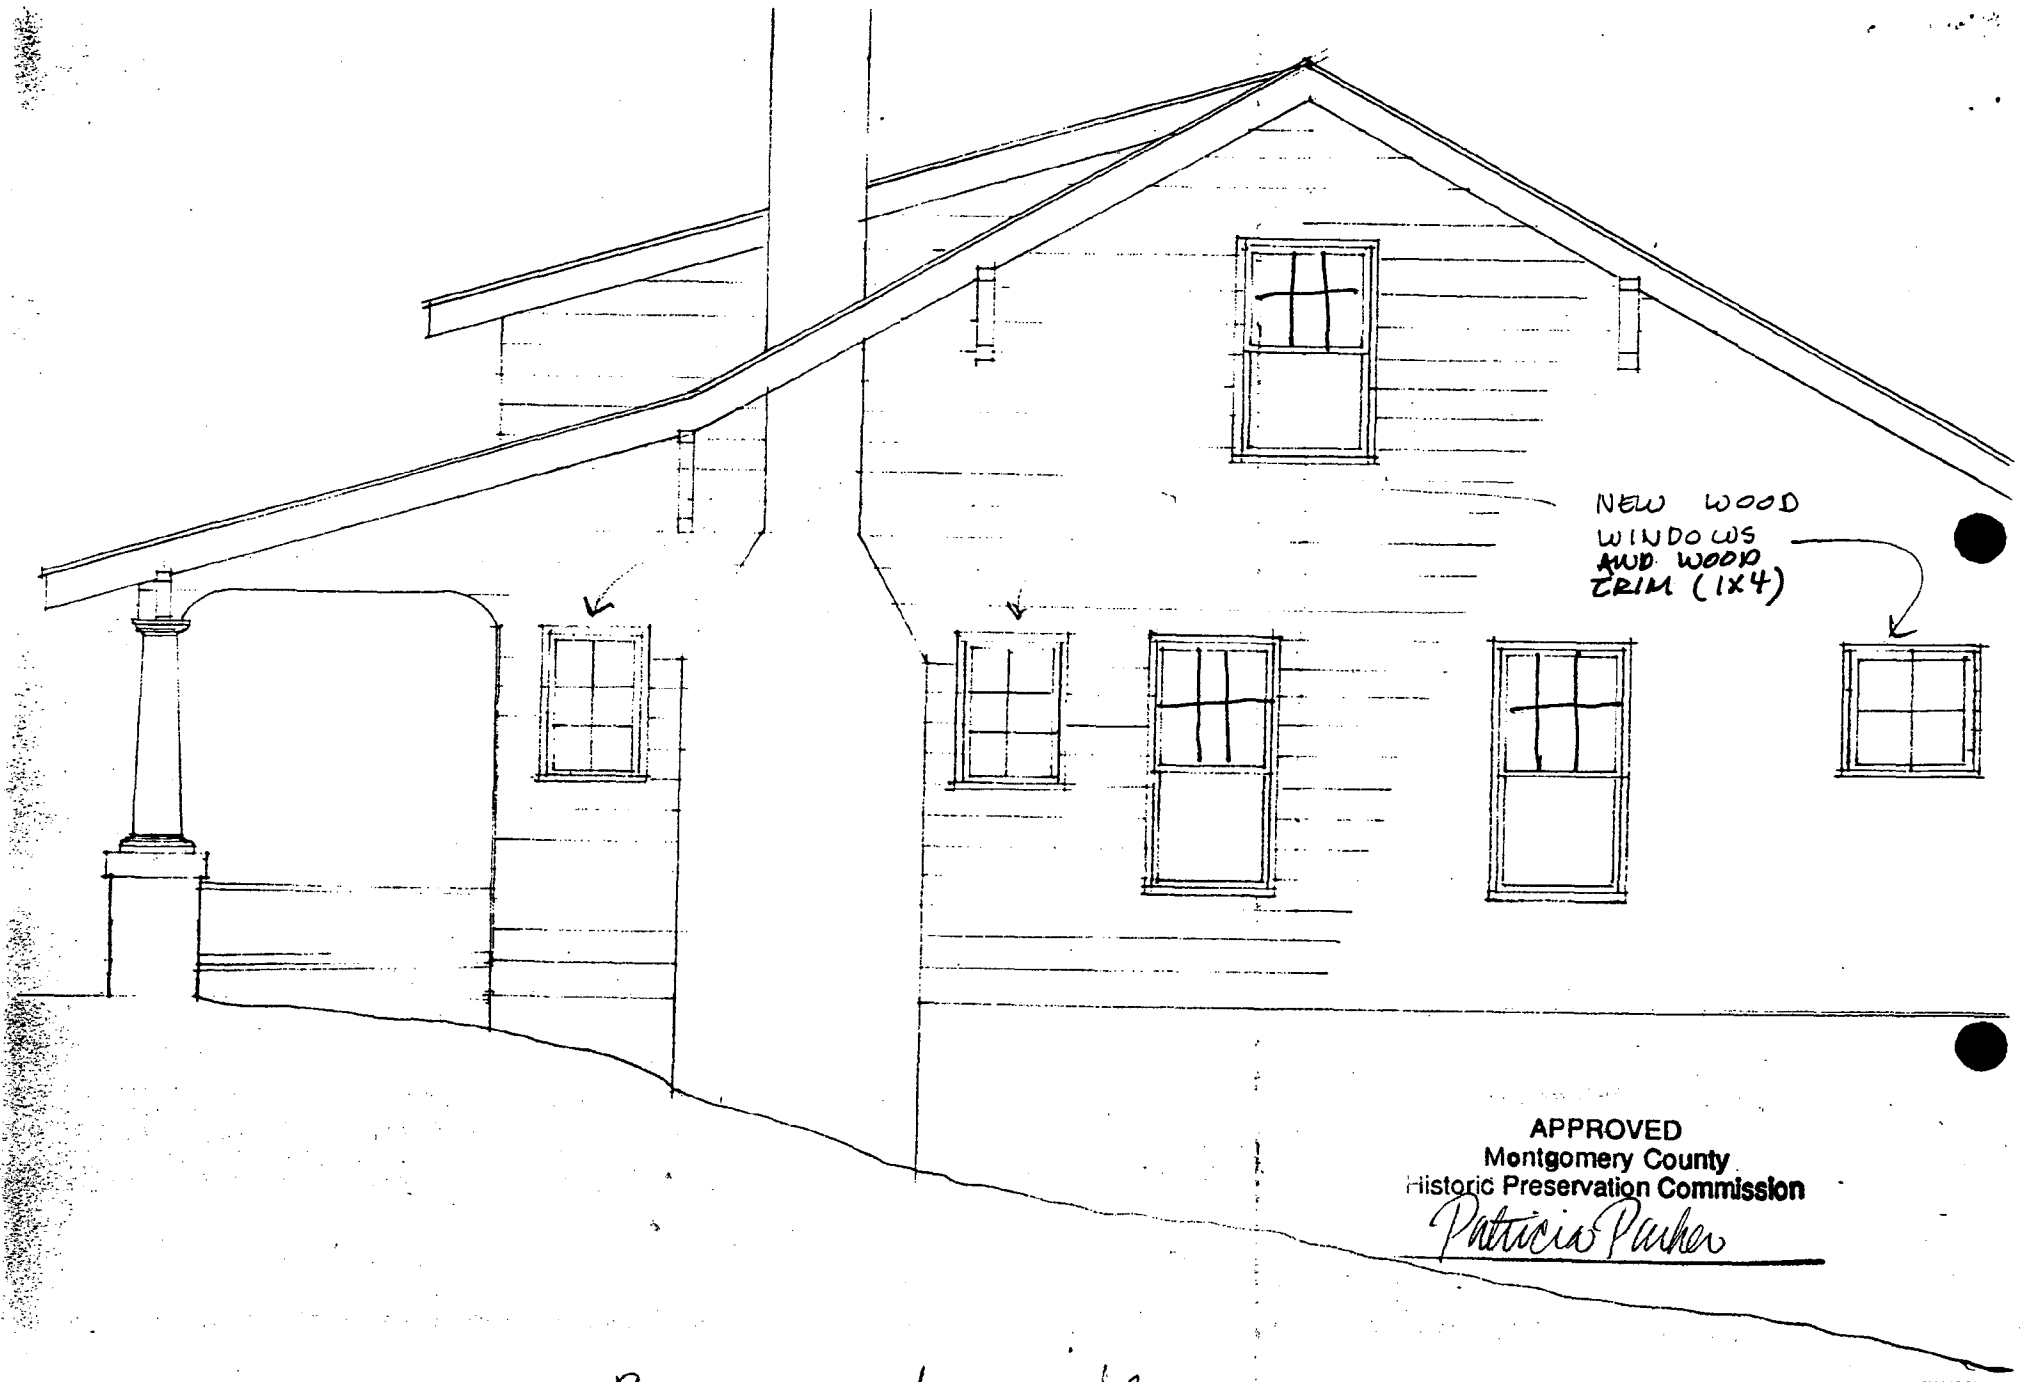 NEW WOOD
WINDOWS
AND WOOD
TRIM (1X4)
APPROVED
Montgomery County
Historic Preservation Commission
Patricia Parker